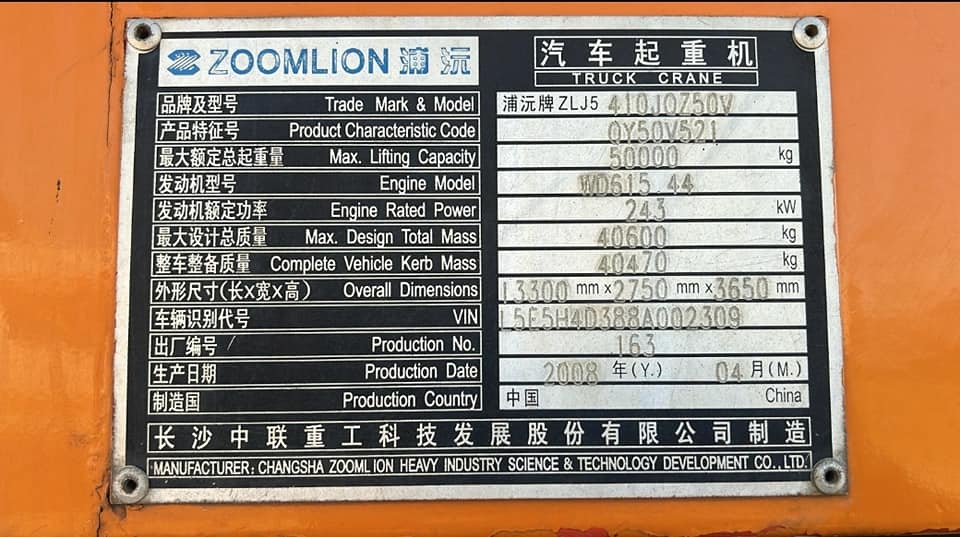 ZOOMLION 浦沅
汽车起重机
TRUCK CRANE
品牌及型号 Trade Mark & Model 浦沅牌ZLJ5410JQZ50V
产品特征号 Product Characteristic Code QY50V521
最大额定总起重量 Max. Lifting Capacity 50000 kg
发动机型号 Engine Model WD615.44
发动机额定功率 Engine Rated Power 243 kW
最大设计总质量 Max. Design Total Mass 40600 kg
整车整备质量 Complete Vehicle Kerb Mass 40470 kg
外形尺寸(长X宽X高) Overall Dimensions 13300 mm x 2750 mm x 3650 mm
车辆识别代号 VIN L5E5H4D388A002309
出厂编号 Production No. 163
生产日期 Production Date 2008 年(Y.) 04 月(M.)
制造国 Production Country 中国 China
长沙中联重工科技发展股份有限公司制造
MANUFACTURER: CHANGSHA ZOOMLION HEAVY INDUSTRY SCIENCE & TECHNOLOGY DEVELOPMENT CO., LTD.